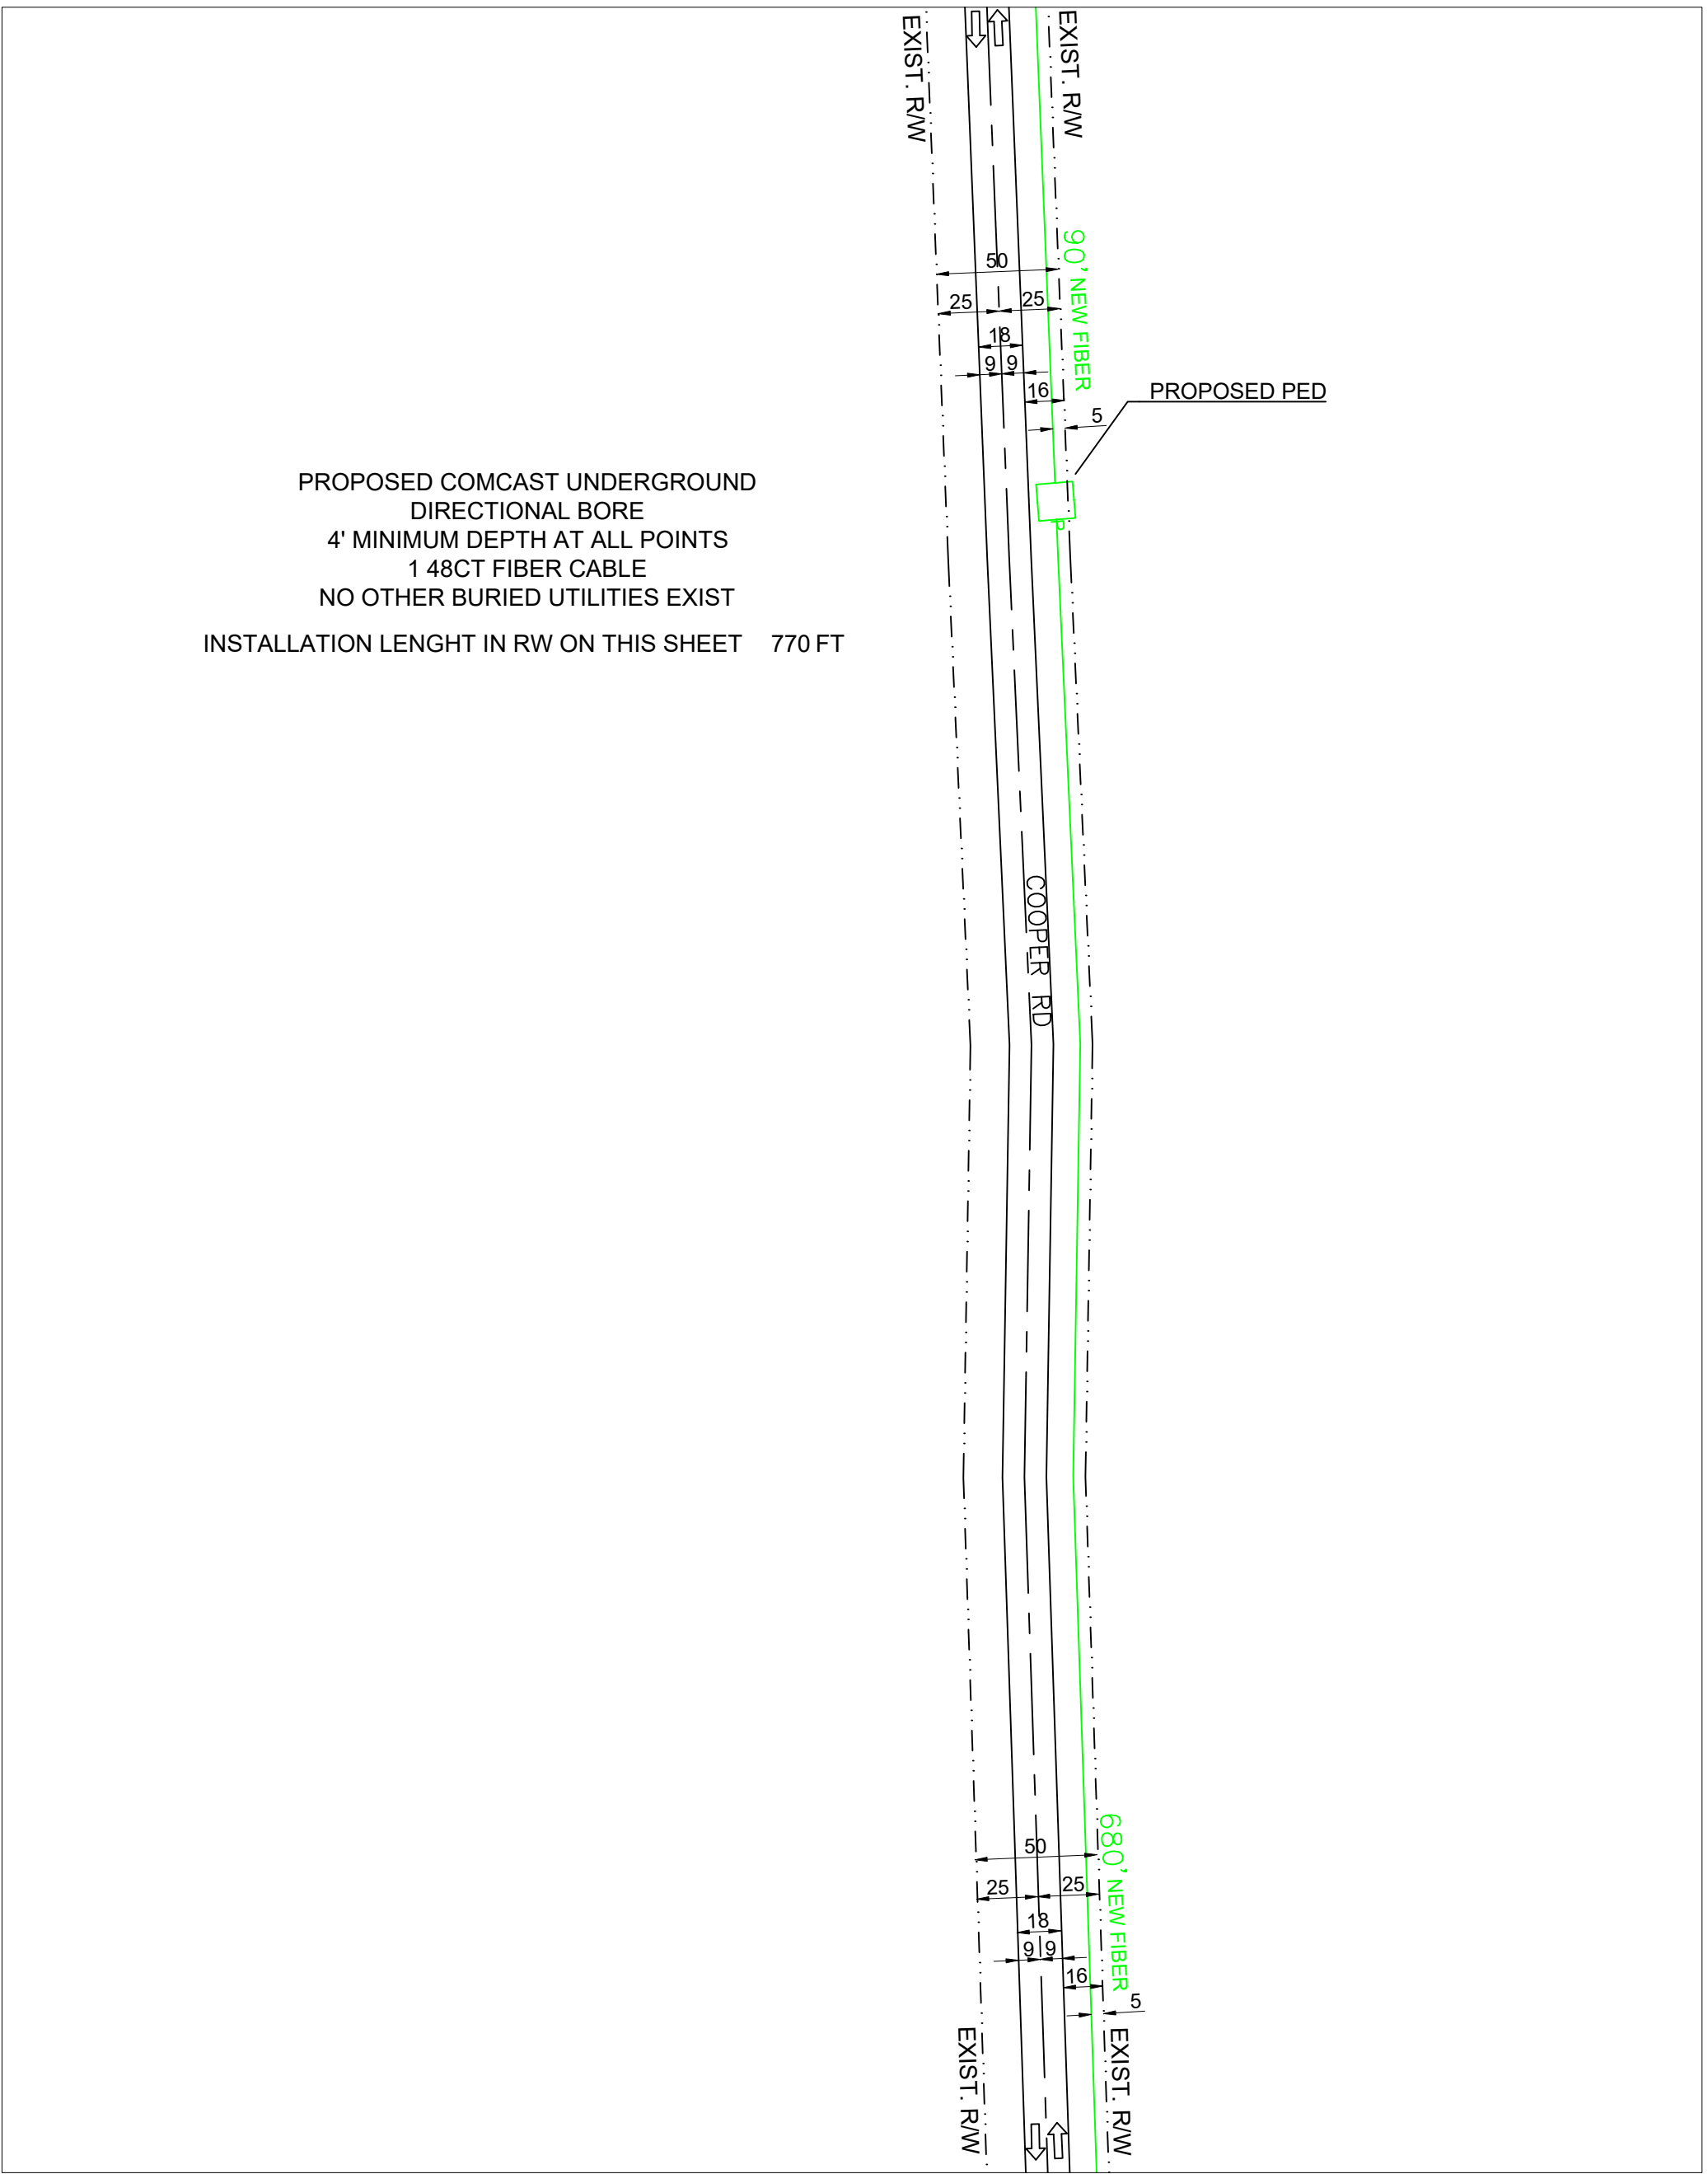 EXIST. R/W
EXIST. R/W
50
90' NEW FIBER
25
25
18
9
9
16
PROPOSED PED
5
PROPOSED COMCAST UNDERGROUND
DIRECTIONAL BORE
4' MINIMUM DEPTH AT ALL POINTS
1 48CT FIBER CABLE
NO OTHER BURIED UTILITIES EXIST
INSTALLATION LENGHT IN RW ON THIS SHEET 770 FT
P
COOPER RD
680' NEW FIBER
50
25
25
18
9
9
16
5
EXIST. R/W
EXIST. R/W